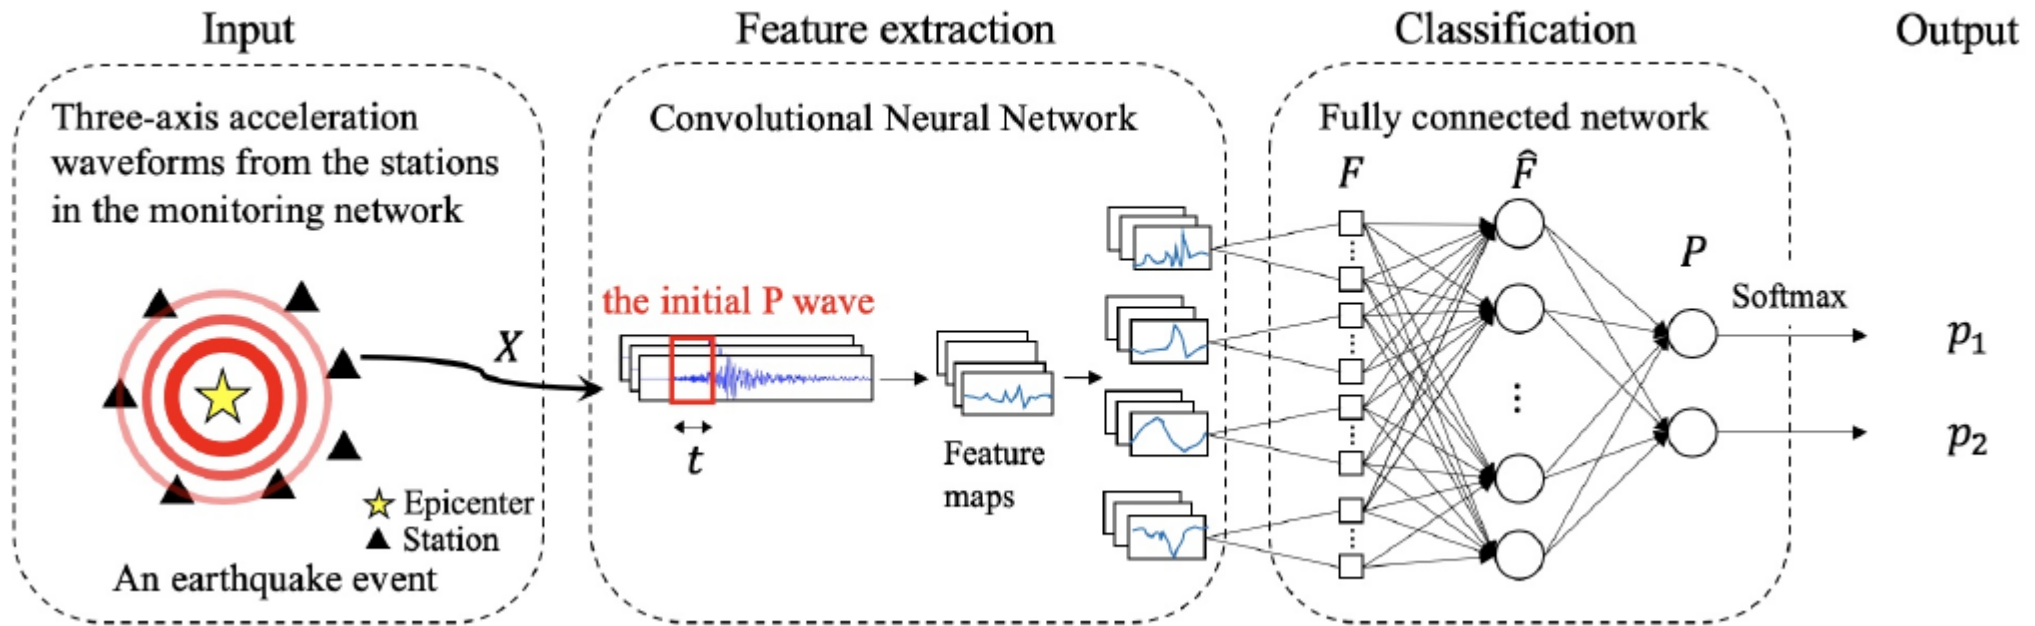 Input
Feature extraction
Classification
Output
Three-axis acceleration
waveforms from the stations
in the monitoring network
Epicenter
Station
An earthquake event
X
Convolutional Neural Network
the initial P wave
t
Feature
maps
Fully connected network
F
F̂
P
Softmax
p₁
p₂